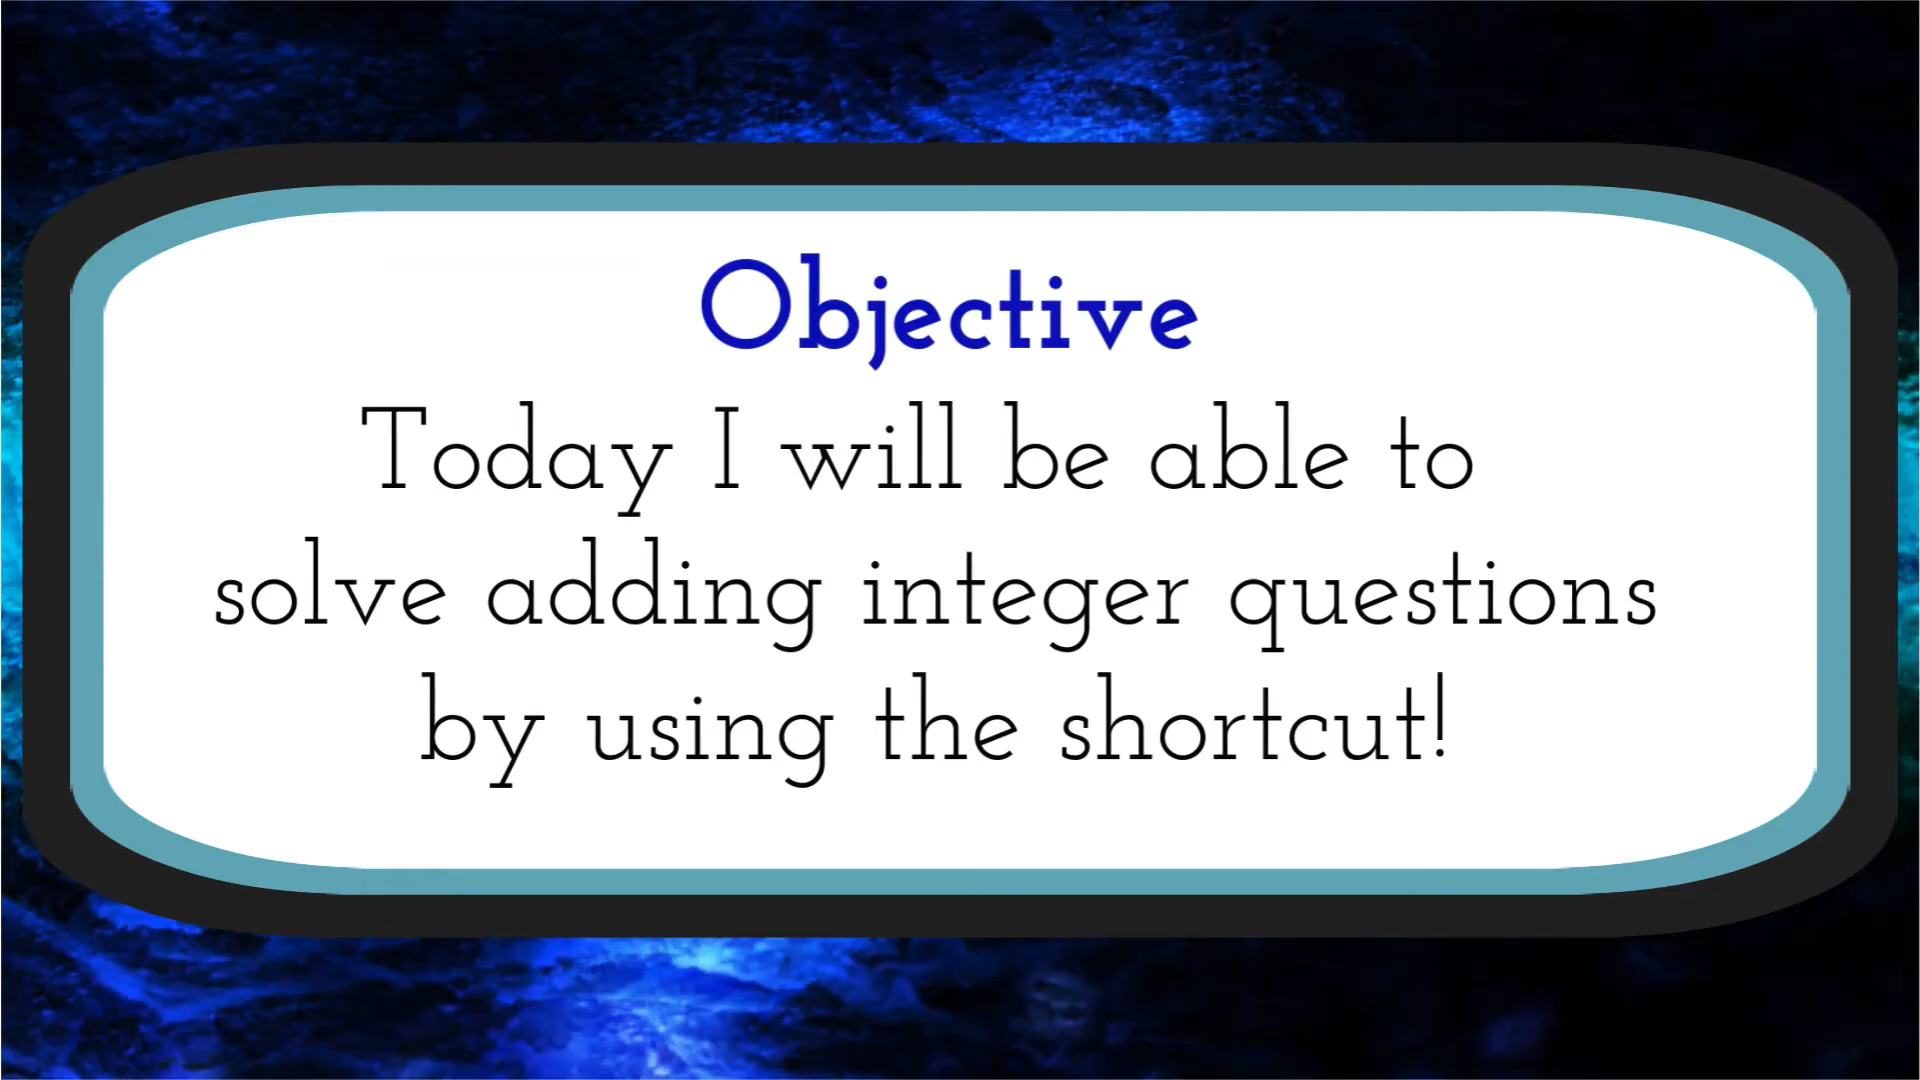 Objective
Today I will be able to
solve adding integer questions
by using the shortcut!